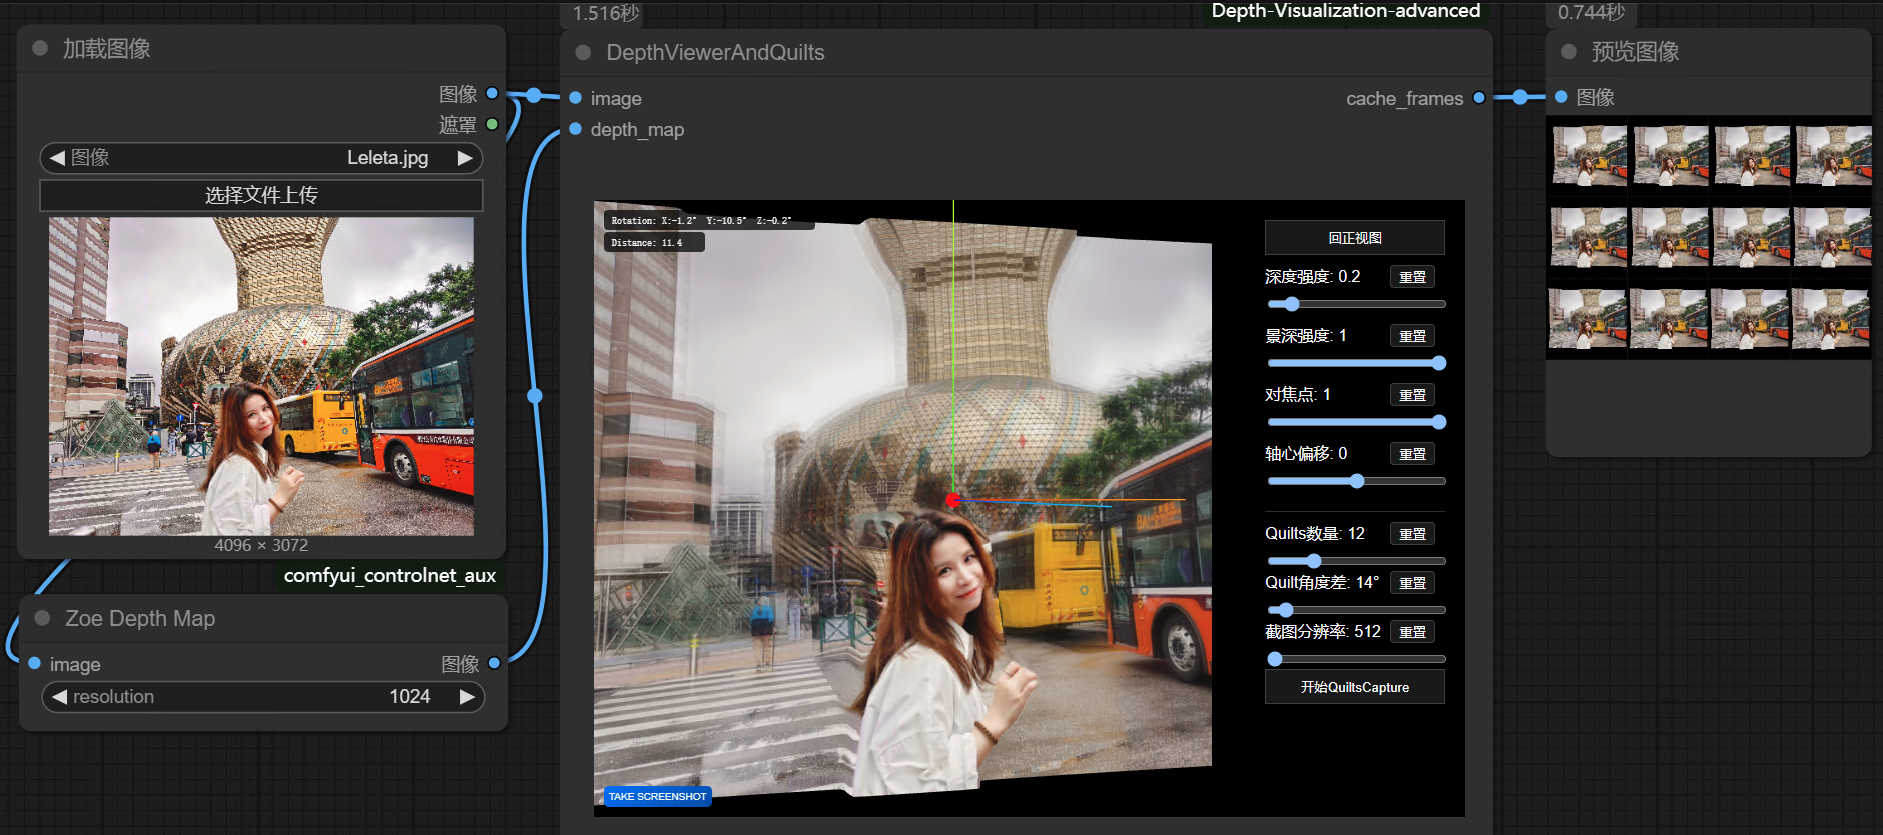 加载图像
图像
遮罩
图像 Leleta.jpg
选择文件上传
4096 × 3072
comfyui_controlnet_aux
Zoe Depth Map
image 图像
resolution 1024
1.516秒
Depth-Visualization-advanced
DepthViewerAndQuilts
image cache_frames
depth_map
Rotation: X:-1.2° Y:-10.5° Z:-0.2°
Distance: 11.4
TAKE SCREENSHOT
回正视图
深度强度: 0.2 重置
景深强度: 1 重置
对焦点: 1 重置
轴心偏移: 0 重置
Quilts数量: 12 重置
Quilt角度差: 14° 重置
截图分辨率: 512 重置
开始QuiltsCapture
0.744秒
预览图像
图像